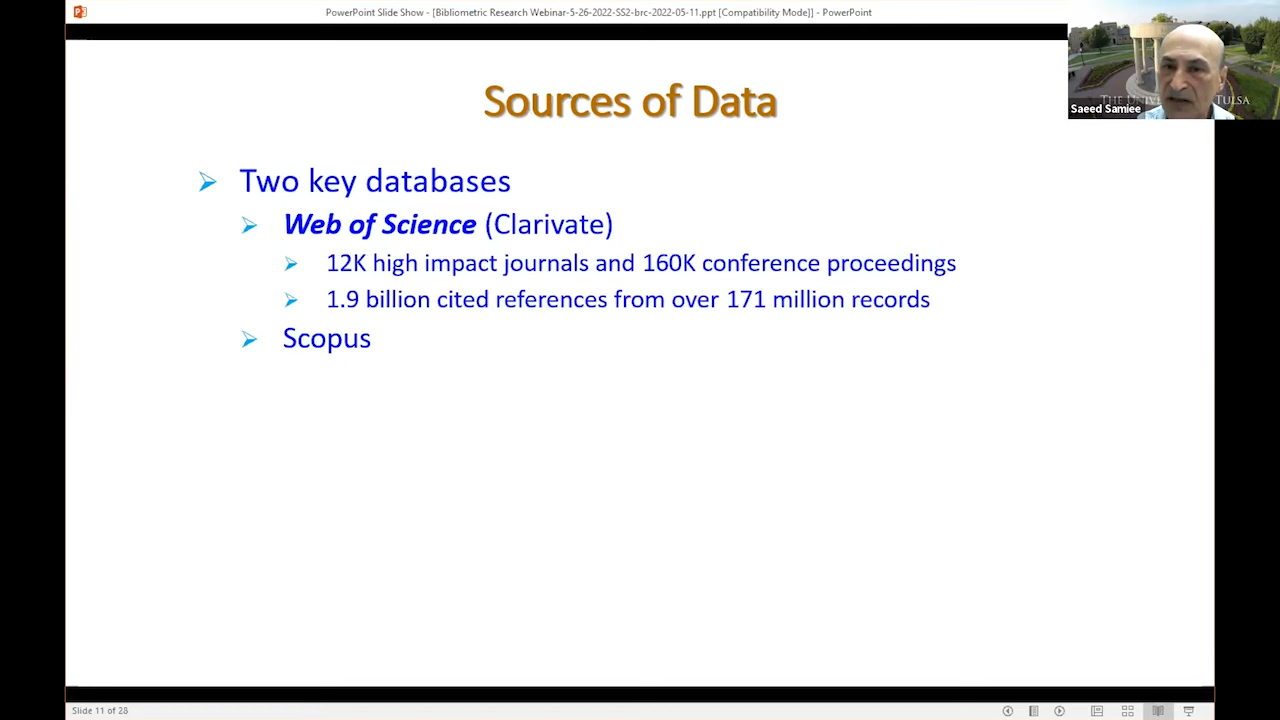 PowerPoint Slide Show - [Bibliometric Research Webinar-5-26-2022-SS2-brc-2022-05-11.ppt [Compatibility Mode]] - PowerPoint
Saeed Samiee
TULSA
Sources of Data
Two key databases
Web of Science (Clarivate)
12K high impact journals and 160K conference proceedings
1.9 billion cited references from over 171 million records
Scopus
Slide 11 of 28